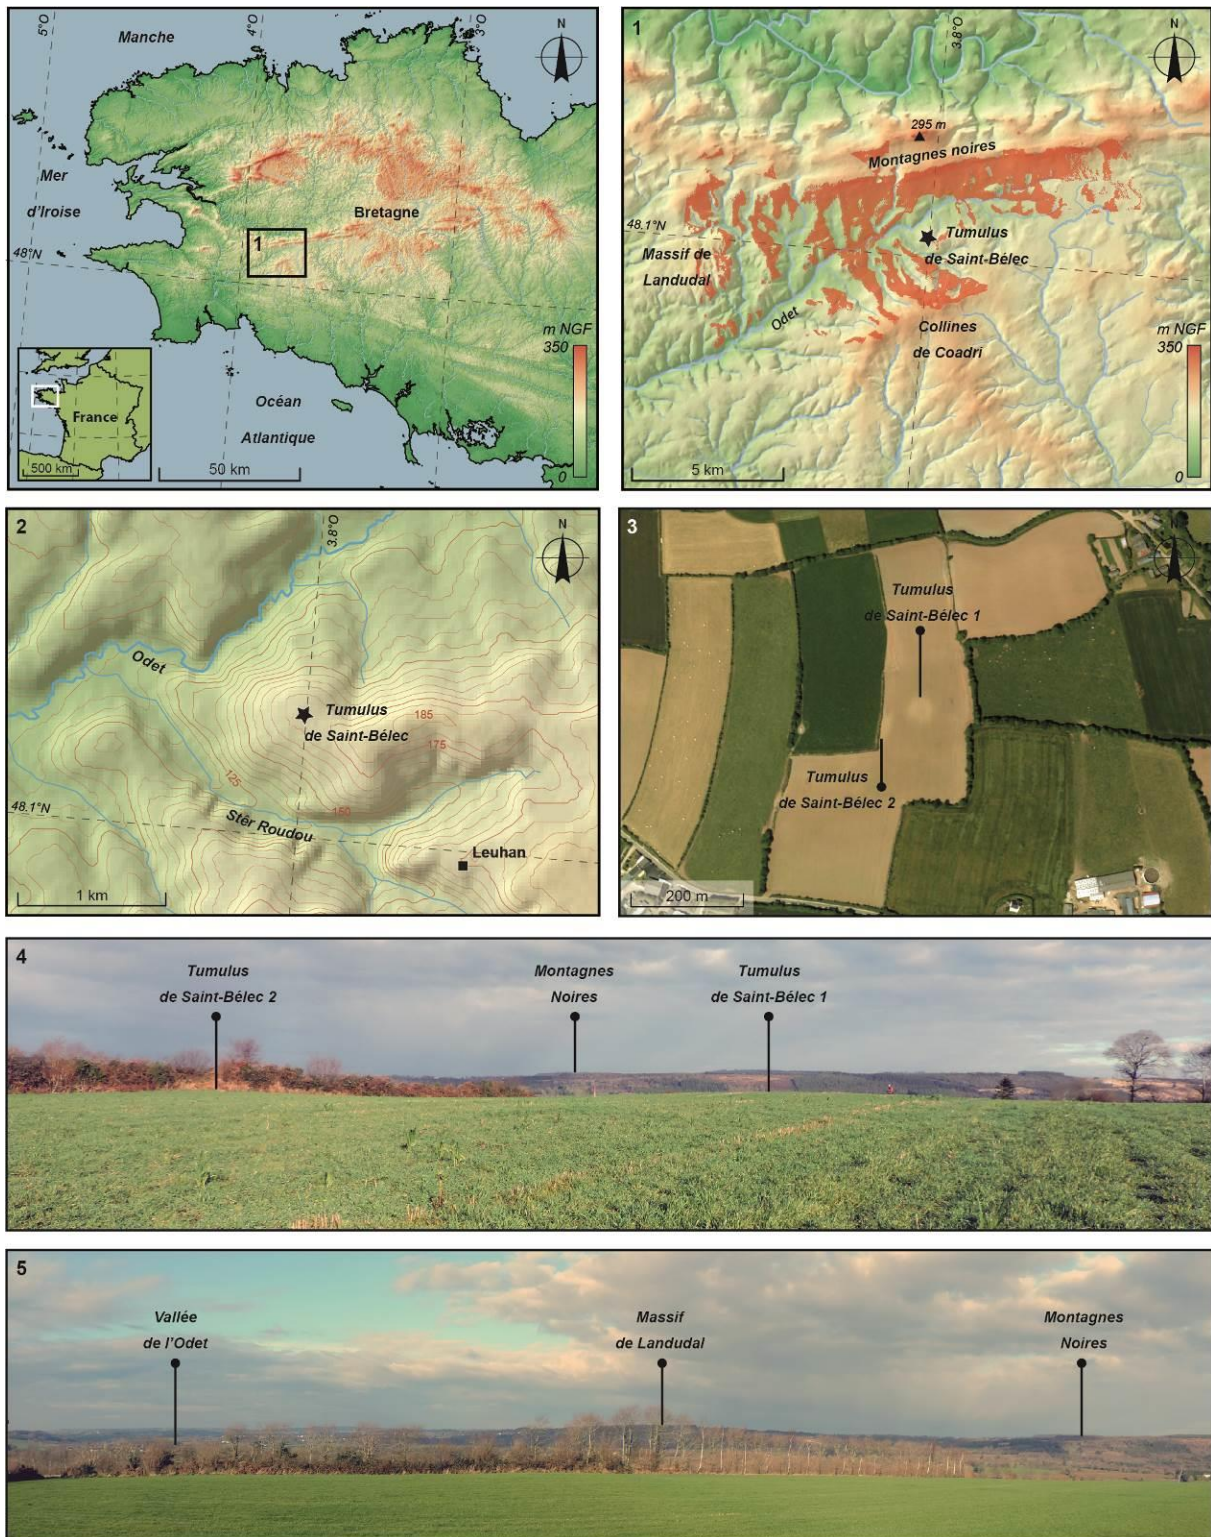 5°O
4°O
3°O
N
Manche
Mer
d'Iroise
Bretagne
48°N
1
m NGF
350
0
France
500 km
50 km
Océan
Atlantique
1
3.8°O
N
295 m
Montagnes noires
48.1°N
Massif de
Landudal
Tumulus
de Saint-Bélec
Odet
Collines
de Coadri
m NGF
350
0
5 km
2
3.8°O
N
Odet
Tumulus
de Saint-Bélec
185
175
125
150
48.1°N
Stêr Roudou
Leuhan
1 km
3
N
Tumulus
de Saint-Bélec 1
Tumulus
de Saint-Bélec 2
200 m
4
Tumulus
de Saint-Bélec 2
Montagnes
Noires
Tumulus
de Saint-Bélec 1
5
Vallée
de l'Odet
Massif
de Landudal
Montagnes
Noires